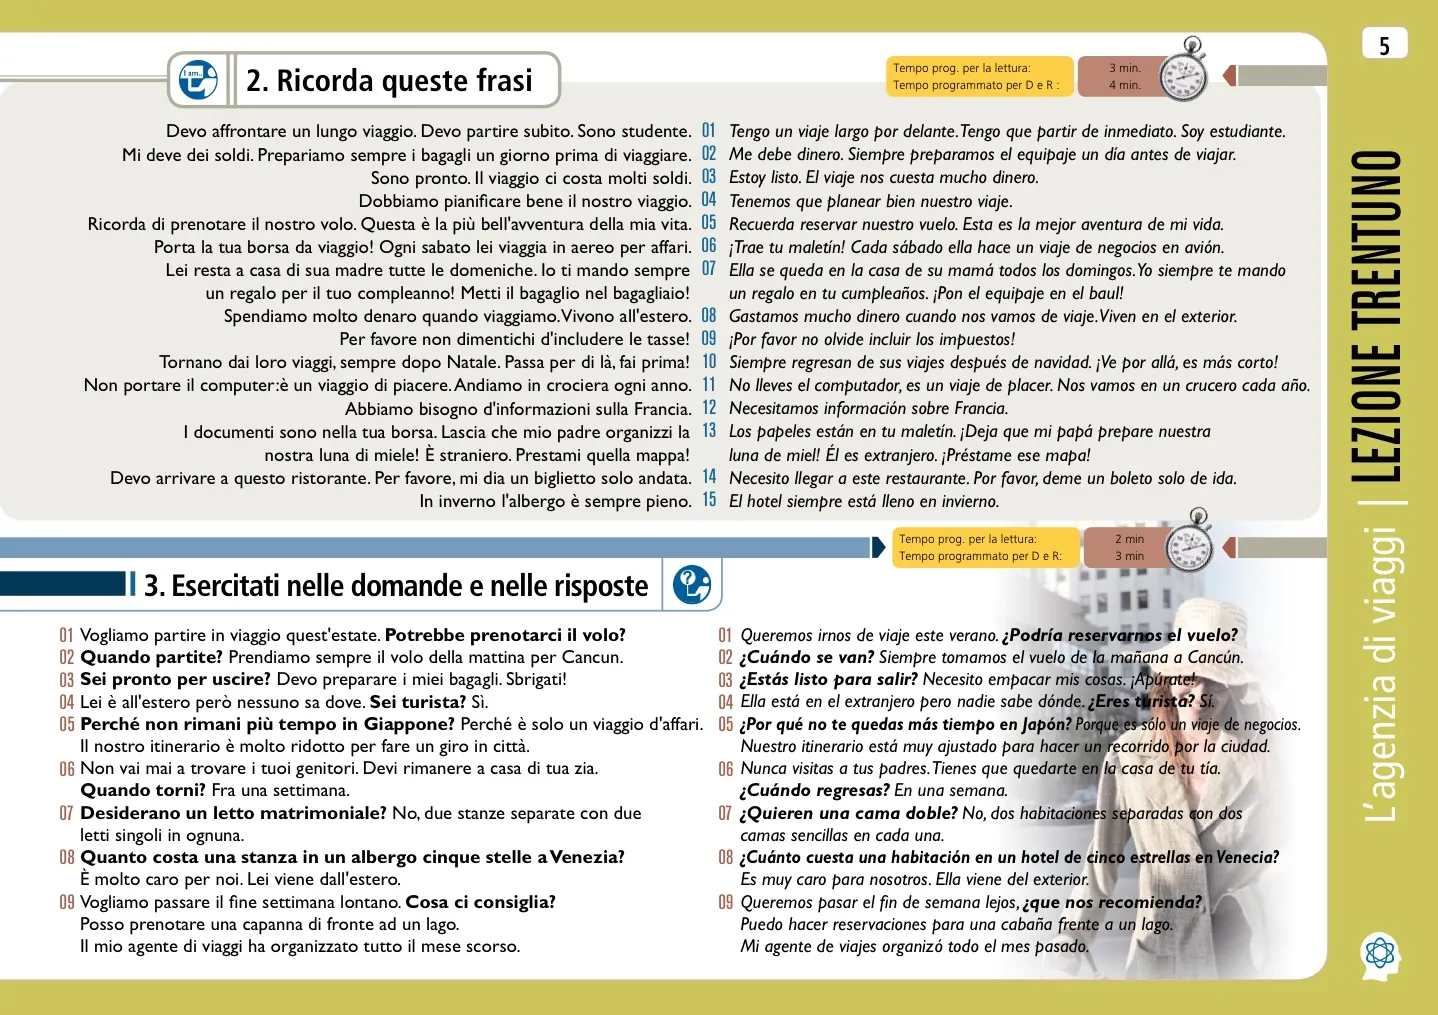 5
I am..
2. Ricorda queste frasi
Tempo prog. per la lettura: 3 min.
Tempo programmato per D e R : 4 min.
Devo affrontare un lungo viaggio. Devo partire subito. Sono studente. 01 Tengo un viaje largo por delante. Tengo que partir de inmediato. Soy estudiante.
Mi deve dei soldi. Prepariamo sempre i bagagli un giorno prima di viaggiare. 02 Me debe dinero. Siempre preparamos el equipaje un día antes de viajar.
Sono pronto. Il viaggio ci costa molti soldi. 03 Estoy listo. El viaje nos cuesta mucho dinero.
Dobbiamo pianificare bene il nostro viaggio. 04 Tenemos que planear bien nuestro viaje.
Ricorda di prenotare il nostro volo. Questa è la più bell'avventura della mia vita. 05 Recuerda reservar nuestro vuelo. Esta es la mejor aventura de mi vida.
Porta la tua borsa da viaggio! Ogni sabato lei viaggia in aereo per affari. 06 ¡Trae tu maletín! Cada sábado ella hace un viaje de negocios en avión.
Lei resta a casa di sua madre tutte le domeniche. Io ti mando sempre 07 Ella se queda en la casa de su mamá todos los domingos. Yo siempre te mando
un regalo per il tuo compleanno! Metti il bagaglio nel bagagliaio! un regalo en tu cumpleaños. ¡Pon el equipaje en el baul!
Spendiamo molto denaro quando viaggiamo. Vivono all'estero. 08 Gastamos mucho dinero cuando nos vamos de viaje. Viven en el exterior.
Per favore non dimentichi d'includere le tasse! 09 ¡Por favor no olvide incluir los impuestos!
Tornano dai loro viaggi, sempre dopo Natale. Passa per di là, fai prima! 10 Siempre regresan de sus viajes después de navidad. ¡Ve por allá, es más corto!
Non portare il computer:è un viaggio di piacere. Andiamo in crociera ogni anno. 11 No lleves el computador, es un viaje de placer. Nos vamos en un crucero cada año.
Abbiamo bisogno d'informazioni sulla Francia. 12 Necesitamos información sobre Francia.
I documenti sono nella tua borsa. Lascia che mio padre organizzi la 13 Los papeles están en tu maletín. ¡Deja que mi papá prepare nuestra
nostra luna di miele! È straniero. Prestami quella mappa! luna de miel! Él es extranjero. ¡Préstame ese mapa!
Devo arrivare a questo ristorante. Per favore, mi dia un biglietto solo andata. 14 Necesito llegar a este restaurante. Por favor, deme un boleto solo de ida.
In inverno l'albergo è sempre pieno. 15 El hotel siempre está lleno en invierno.
Tempo prog. per la lettura: 2 min
Tempo programmato per D e R: 3 min
3. Esercitati nelle domande e nelle risposte
01 Vogliamo partire in viaggio quest'estate. Potrebbe prenotarci il volo?
02 Quando partite? Prendiamo sempre il volo della mattina per Cancun.
03 Sei pronto per uscire? Devo preparare i miei bagagli. Sbrigati!
04 Lei è all'estero però nessuno sa dove. Sei turista? Sì.
05 Perché non rimani più tempo in Giappone? Perché è solo un viaggio d'affari.
Il nostro itinerario è molto ridotto per fare un giro in città.
06 Non vai mai a trovare i tuoi genitori. Devi rimanere a casa di tua zia.
Quando torni? Fra una settimana.
07 Desiderano un letto matrimoniale? No, due stanze separate con due
letti singoli in ognuna.
08 Quanto costa una stanza in un albergo cinque stelle a Venezia?
È molto caro per noi. Lei viene dall'estero.
09 Vogliamo passare il fine settimana lontano. Cosa ci consiglia?
Posso prenotare una capanna di fronte ad un lago.
Il mio agente di viaggi ha organizzato tutto il mese scorso.
01 Queremos irnos de viaje este verano. ¿Podría reservarnos el vuelo?
02 ¿Cuándo se van? Siempre tomamos el vuelo de la mañana a Cancún.
03 ¿Estás listo para salir? Necesito empacar mis cosas. ¡Apúrate!
04 Ella está en el extranjero pero nadie sabe dónde. ¿Eres turista? Sí.
05 ¿Por qué no te quedas más tiempo en Japón? Porque es sólo un viaje de negocios.
Nuestro itinerario está muy ajustado para hacer un recorrido por la ciudad.
06 Nunca visitas a tus padres. Tienes que quedarte en la casa de tu tía.
¿Cuándo regresas? En una semana.
07 ¿Quieren una cama doble? No, dos habitaciones separadas con dos
camas sencillas en cada una.
08 ¿Cuánto cuesta una habitación en un hotel de cinco estrellas en Venecia?
Es muy caro para nosotros. Ella viene del exterior.
09 Queremos pasar el fin de semana lejos, ¿que nos recomienda?
Puedo hacer reservaciones para una cabaña frente a un lago.
Mi agente de viajes organizó todo el mes pasado.
L'agenzia di viaggi | LEZIONE TRENTUNO